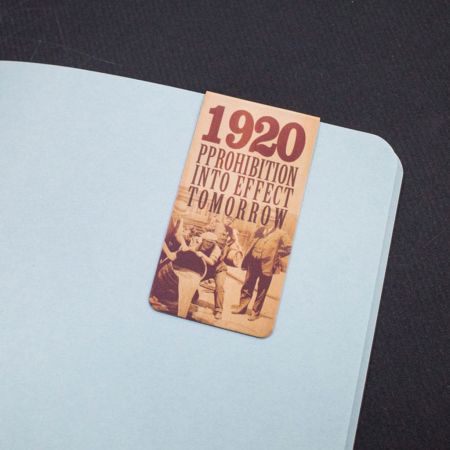 1920
PPROHIBITION
INTO EFFECT
TOMORROW